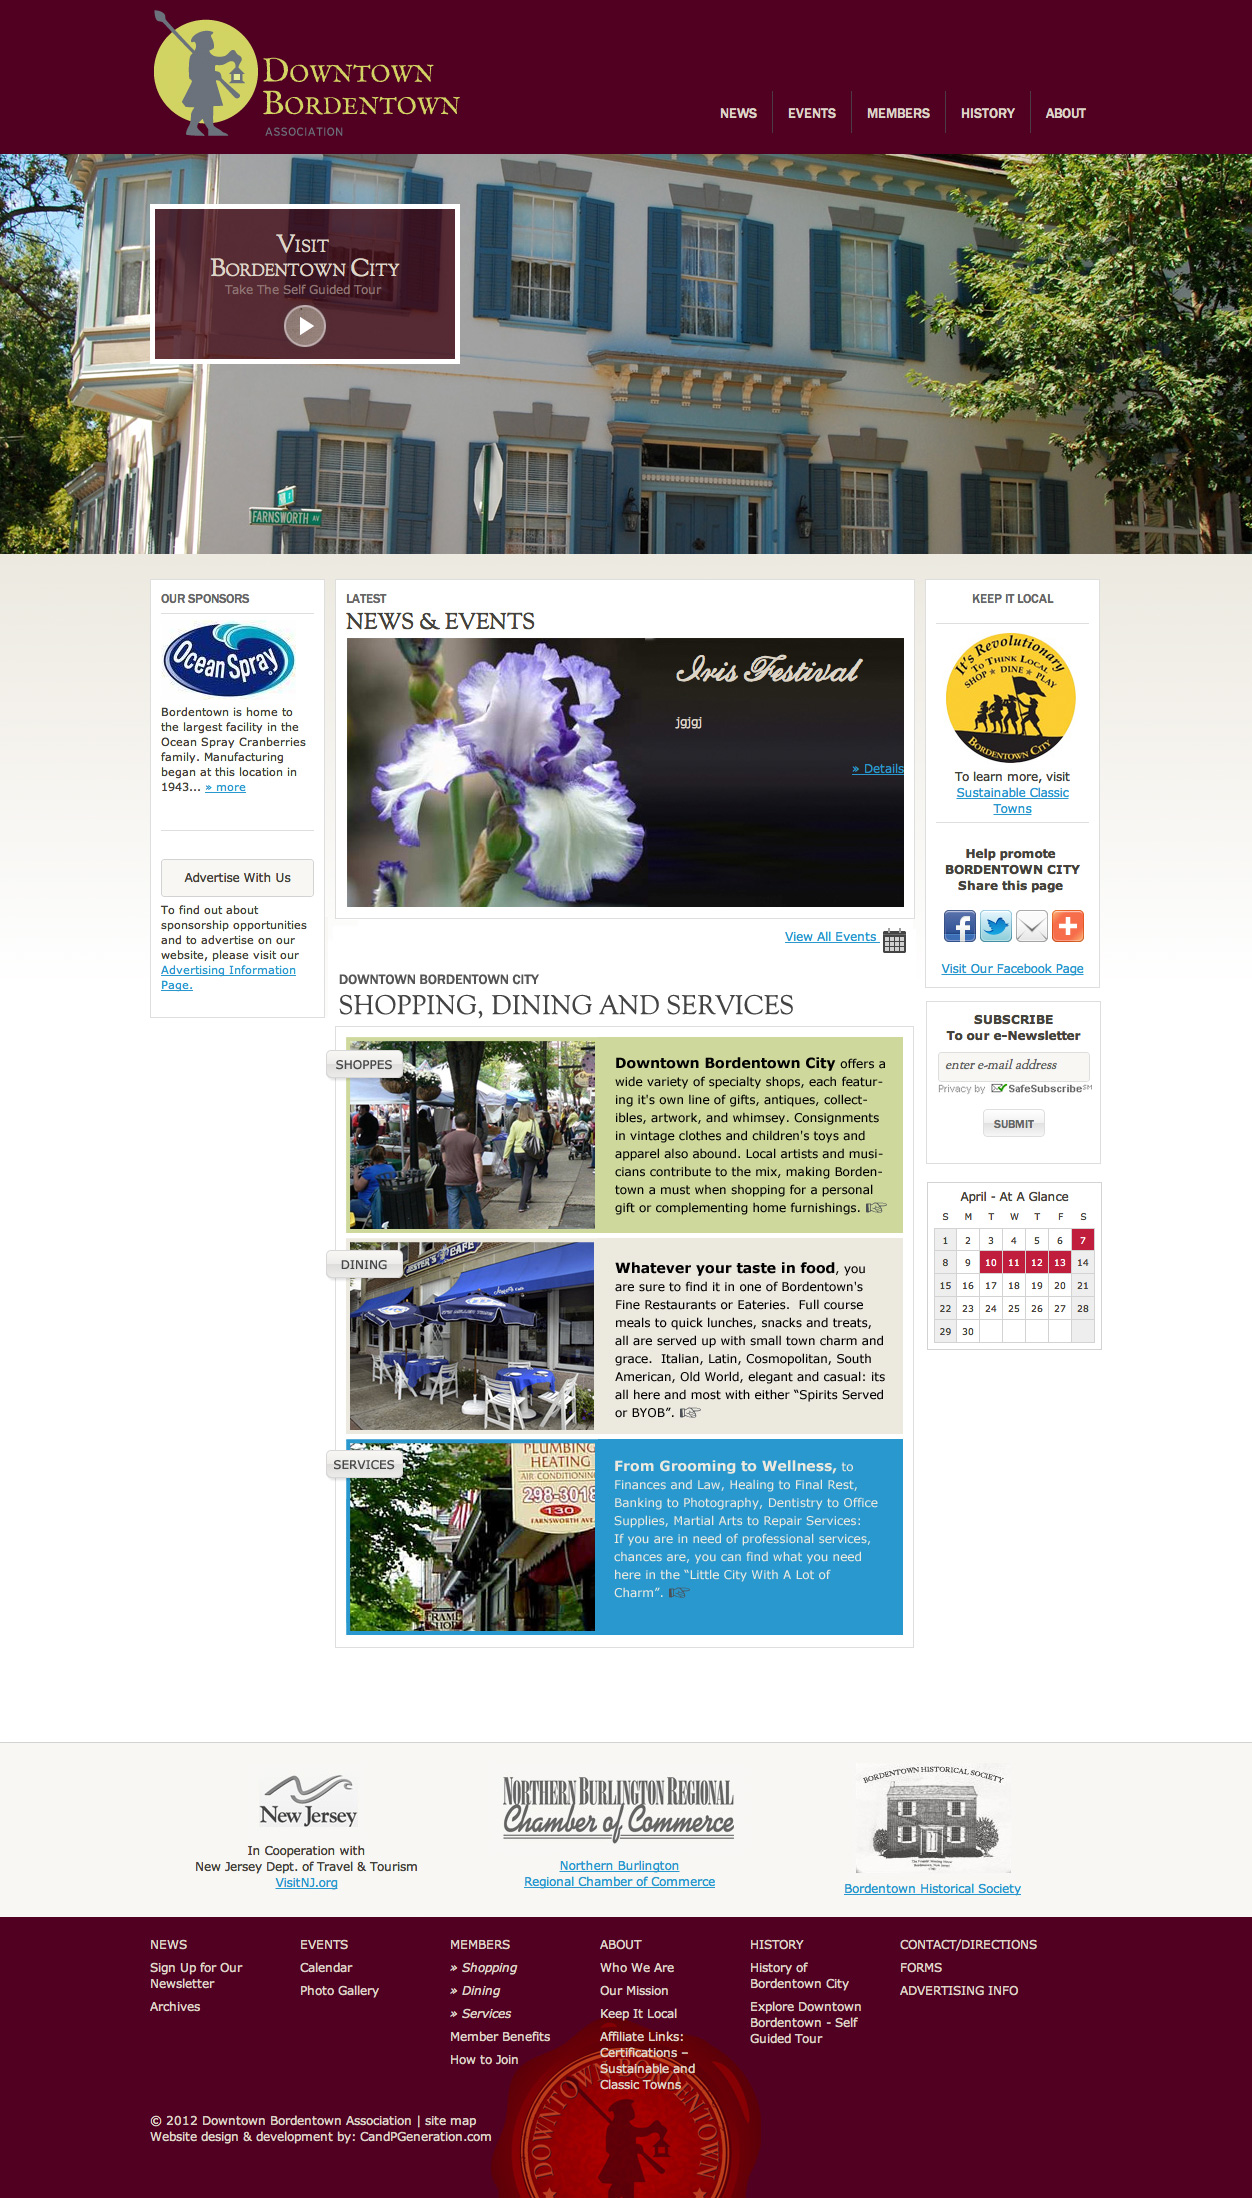 DOWNTOWN
BORDENTOWN
ASSOCIATION
NEWS
EVENTS
MEMBERS
HISTORY
ABOUT
VISIT
BORDENTOWN CITY
Take The Self Guided Tour
FARNSWORTH AV
OUR SPONSORS
Ocean Spray
Bordentown is home to
the largest facility in the
Ocean Spray Cranberries
family. Manufacturing
began at this location in
1943... » more
Advertise With Us
To find out about
sponsorship opportunities
and to advertise on our
website, please visit our
Advertising Information
Page.
LATEST
NEWS & EVENTS
Iris Festival
jgjgj
» Details
View All Events
DOWNTOWN BORDENTOWN CITY
SHOPPING, DINING AND SERVICES
SHOPPES
Downtown Bordentown City offers a
wide variety of specialty shops, each featur-
ing it's own line of gifts, antiques, collect-
ibles, artwork, and whimsey. Consignments
in vintage clothes and children's toys and
apparel also abound. Local artists and musi-
cians contribute to the mix, making Borden-
town a must when shopping for a personal
gift or complementing home furnishings.
DINING
Whatever your taste in food, you
are sure to find it in one of Bordentown's
Fine Restaurants or Eateries.  Full course
meals to quick lunches, snacks and treats,
all are served up with small town charm and
grace.  Italian, Latin, Cosmopolitan, South
American, Old World, elegant and casual: its
all here and most with either “Spirits Served
or BYOB”.
SERVICES
PLUMBING
HEATING
AIR CONDITIONING
298-3018
130
FARNSWORTH AVE.
FRAME
SHOP
From Grooming to Wellness, to
Finances and Law, Healing to Final Rest,
Banking to Photography, Dentistry to Office
Supplies, Martial Arts to Repair Services:
If you are in need of professional services,
chances are, you can find what you need
here in the “Little City With A Lot of
Charm”.
KEEP IT LOCAL
It's Revolutionary
TO THINK LOCAL
SHOP ★ DINE ★ PLAY
BORDENTOWN CITY
To learn more, visit
Sustainable Classic
Towns
Help promote
BORDENTOWN CITY
Share this page
Visit Our Facebook Page
SUBSCRIBE
To our e-Newsletter
enter e-mail address
Privacy by SafeSubscribe SM
SUBMIT
April - At A Glance
S M T W T F S
1 2 3 4 5 6 7
8 9 10 11 12 13 14
15 16 17 18 19 20 21
22 23 24 25 26 27 28
29 30
New Jersey
In Cooperation with
New Jersey Dept. of Travel & Tourism
VisitNJ.org
NORTHERN BURLINGTON REGIONAL
Chamber of Commerce
Northern Burlington
Regional Chamber of Commerce
BORDENTOWN HISTORICAL SOCIETY
Bordentown Historical Society
NEWS
Sign Up for Our
Newsletter
Archives
EVENTS
Calendar
Photo Gallery
MEMBERS
» Shopping
» Dining
» Services
Member Benefits
How to Join
ABOUT
Who We Are
Our Mission
Keep It Local
Affiliate Links:
Certifications –
Sustainable and
Classic Towns
HISTORY
History of
Bordentown City
Explore Downtown
Bordentown - Self
Guided Tour
CONTACT/DIRECTIONS
FORMS
ADVERTISING INFO
© 2012 Downtown Bordentown Association | site map
Website design & development by: CandPGeneration.com
DOWNTOWN BORDENTOWN